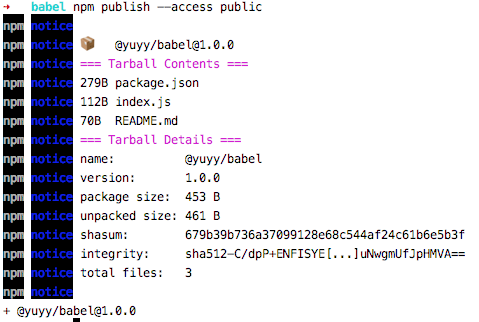 → babel npm publish --access public
npm notice
npm notice 📦 @yuyy/babel@1.0.0
npm notice === Tarball Contents ===
npm notice 279B package.json
npm notice 112B index.js
npm notice 70B README.md
npm notice === Tarball Details ===
npm notice name: @yuyy/babel
npm notice version: 1.0.0
npm notice package size: 453 B
npm notice unpacked size: 461 B
npm notice shasum: 679b39b736a37099128e68c544af24c61b6e5b3f
npm notice integrity: sha512-C/dpP+ENFISYE[...]uNwgmUfJpHMVA==
npm notice total files: 3
npm notice
+ @yuyy/babel@1.0.0